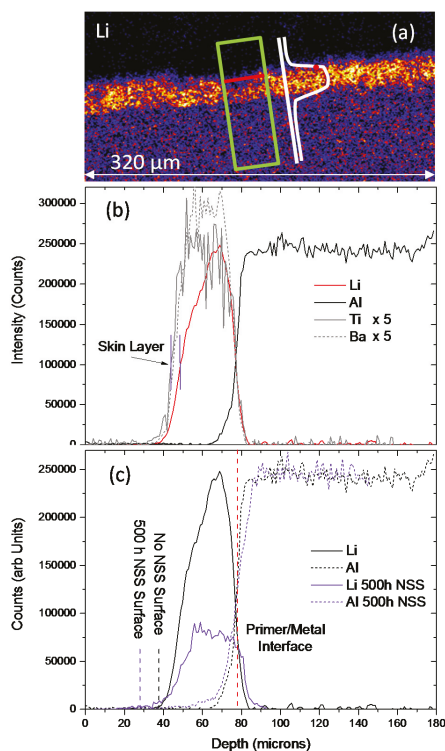 Li
(a)
320 µm
(b)
300000
250000
200000
150000
100000
50000
0
Intensity (Counts)
Skin Layer
Li
Al
Ti x 5
Ba x 5
(c)
250000
200000
150000
100000
50000
0
Counts (arb Units)
500 h NSS Surface
No NSS Surface
Li
Al
Li 500h NSS
Al 500h NSS
Primer/Metal
Interface
0 20 40 60 80 100 120 140 160 180
Depth (microns)